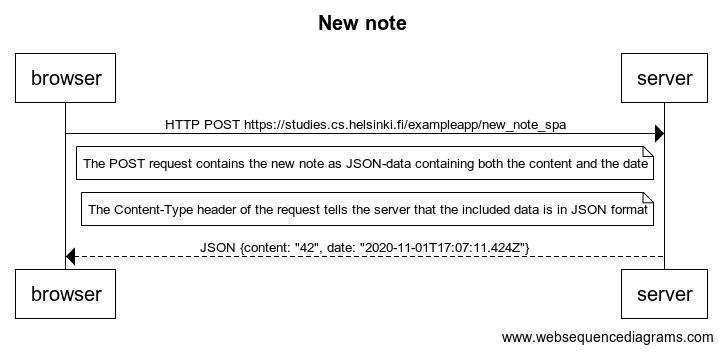 New note
browser
server
HTTP POST https://studies.cs.helsinki.fi/exampleapp/new_note_spa
The POST request contains the new note as JSON-data containing both the content and the date
The Content-Type header of the request tells the server that the included data is in JSON format
JSON {content: "42", date: "2020-11-01T17:07:11.424Z"}
browser
server
www.websequencediagrams.com